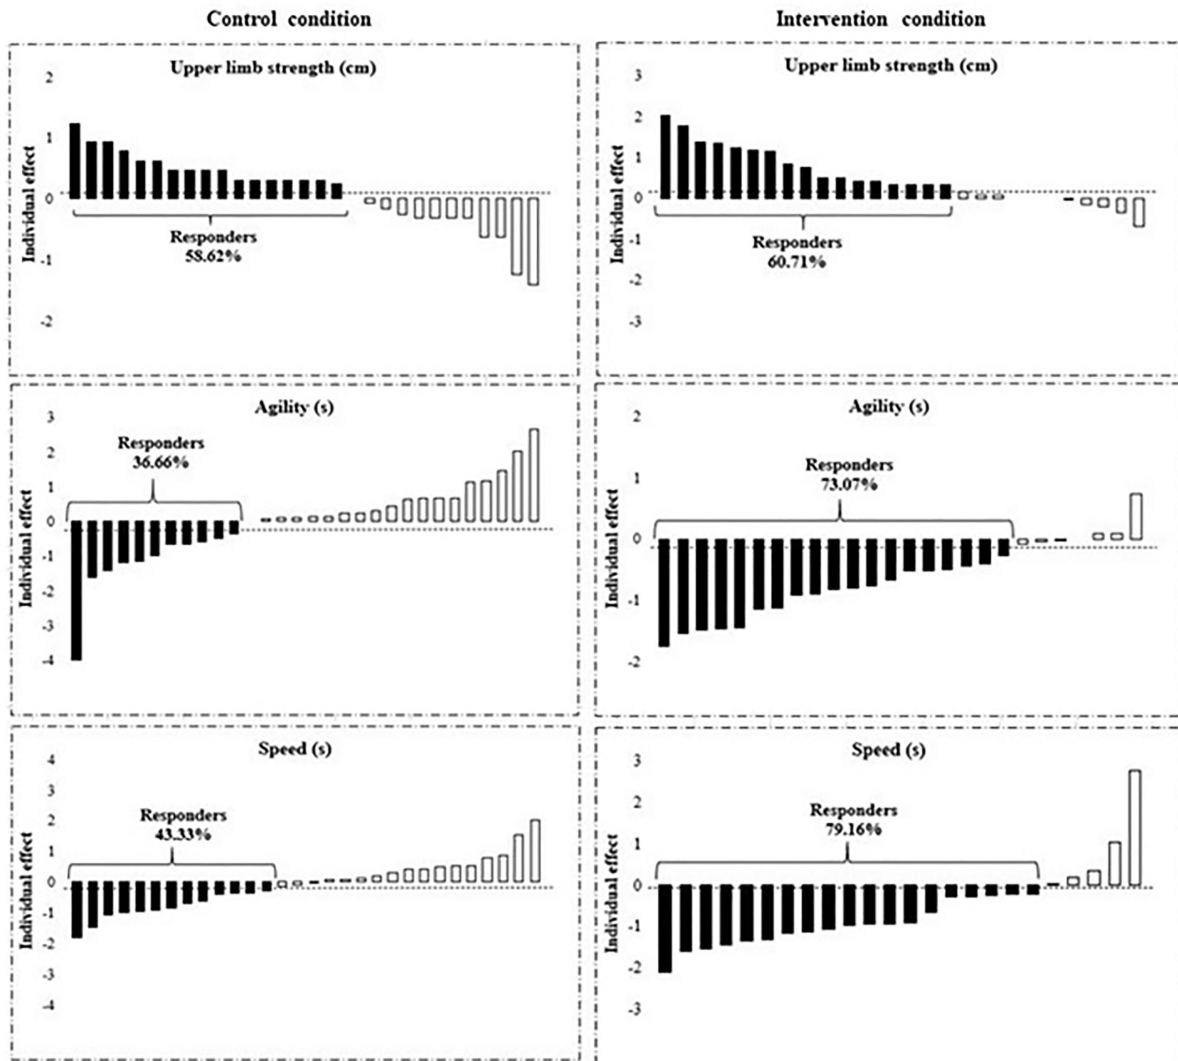 Control condition
Intervention condition
Upper limb strength (cm)
2
1
0
-1
-2
Individual effect
Responders
58.62%
Upper limb strength (cm)
3
2
1
0
-1
-2
-3
Individual effect
Responders
60.71%
Agility (s)
3
2
1
0
-1
-2
-3
-4
Individual effect
Responders
36.66%
Agility (s)
2
1
0
-1
-2
Individual effect
Responders
73.07%
Speed (s)
4
3
2
1
0
-1
-2
-3
-4
Individual effect
Responders
43.33%
Speed (s)
3
2
1
0
-1
-2
-3
Individual effect
Responders
79.16%